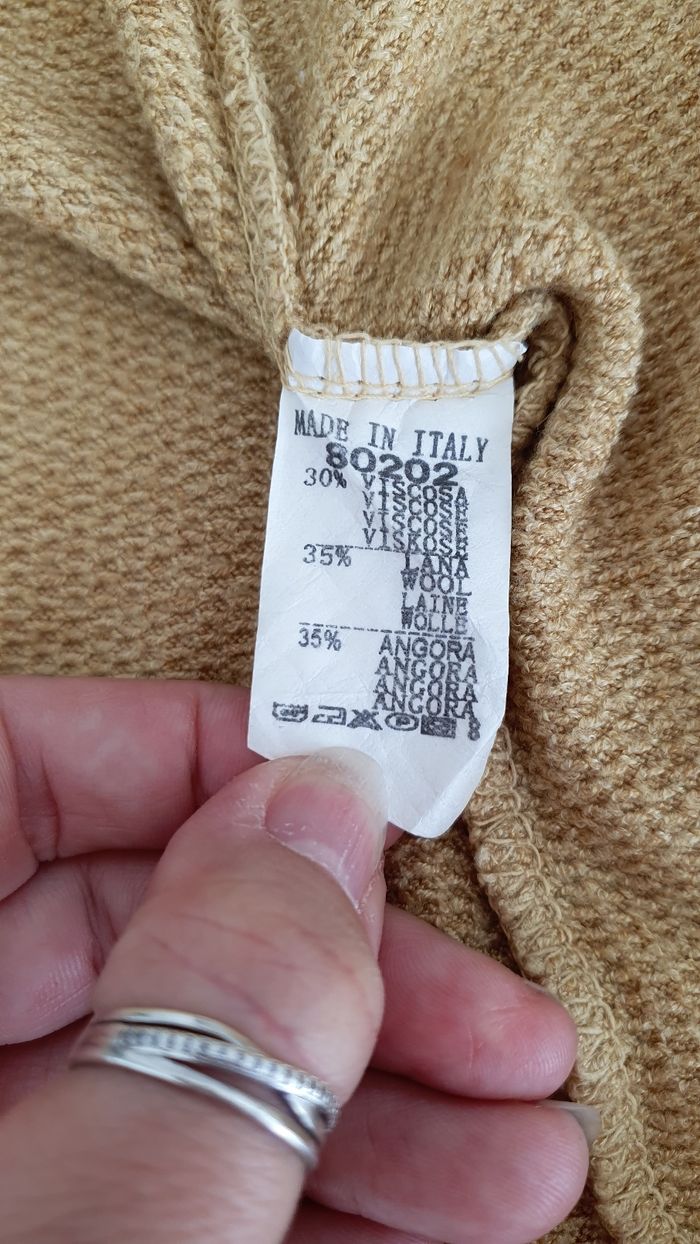 MADE IN ITALY
80202
30% VISCOSA
VISCOSE
VISCOSE
VISKOSE
35% LANA
WOOL
LAINE
WOLLE
35% ANGORA
ANGORA
ANGORA
ANGORA